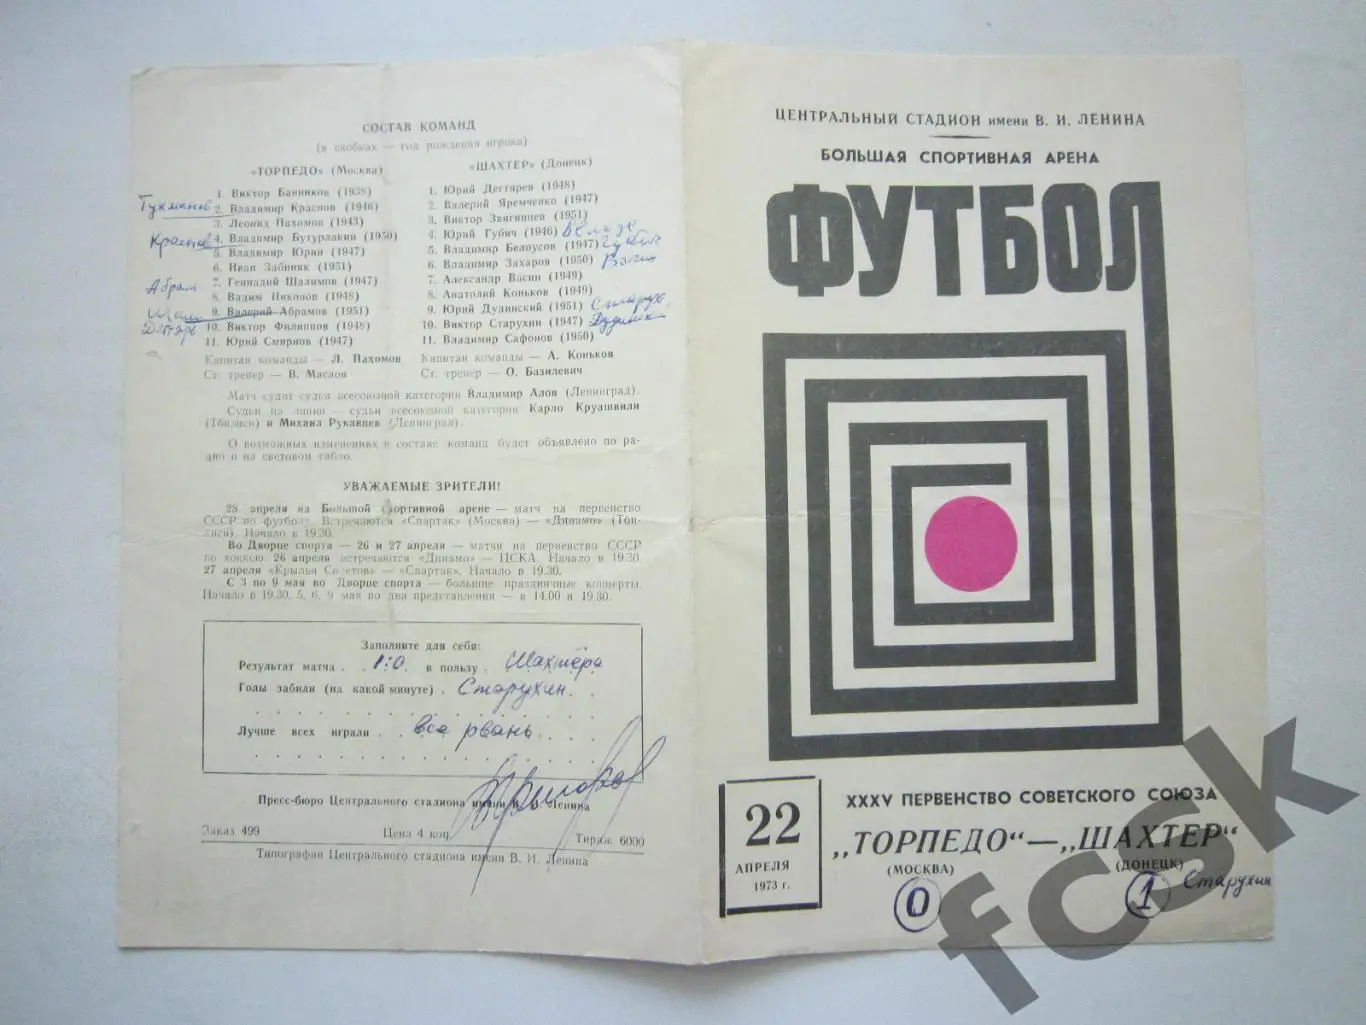 СОСТАВ КОМАНД
(в скобках — год рождения игрока)
«ТОРПЕДО» (Москва)
1. Виктор Банников (1938)
Тукманов 2. Владимир Краснов (1946)
3. Леонид Пахомов (1943)
Краснов 4. Владимир Бутурлакин (1950)
5. Владимир Юрин (1947)
6. Иван Забиняк (1951)
7. Геннадий Шалимов (1947)
Абрам 8. Вадим Никонов (1948)
9. Валерий Абрамов (1951)
10. Виктор Филиппов (1948)
11. Юрий Смирнов (1947)
Капитан команды — Л. Пахомов
Ст. тренер — В. Маслов
«ШАХТЕР» (Донецк)
1. Юрий Дегтярев (1948)
2. Валерий Яремченко (1947)
3. Виктор Звягинцев (1951)
4. Юрий Губич (1946)
5. Владимир Белоусов (1947) Губич
6. Владимир Захаров (1950) Васин
7. Александр Васин (1949)
8. Анатолий Коньков (1949)
9. Юрий Дудинский (1951) Старух
10. Виктор Старухин (1947) Дудинск
11. Владимир Сафонов (1950)
Капитан команды — А. Коньков
Ст. тренер — О. Базилевич
Матч судит судья всесоюзной категории Владимир Алов (Ленинград).
Судьи на линии — судьи всесоюзной категории Карло Круашвили
(Тбилиси) и Михаил Рукавцев (Ленинград).
О возможных изменениях в составе команд будет объявлено по ра-
дио и на световом табло.
УВАЖАЕМЫЕ ЗРИТЕЛИ!
28 апреля на Большой спортивной арене — матч на первенство
СССР по футболу. Встречаются «Спартак» (Москва) — «Динамо» (Тби-
лиси). Начало в 19.30.
Во Дворце спорта — 26 и 27 апреля — матчи на первенство СССР
по хоккею 26 апреля встречаются «Динамо» — ЦСКА. Начало в 19.30.
27 апреля «Крылья Советов» — «Спартак». Начало в 19.30.
С 3 по 9 мая во Дворце спорта — большие праздничные концерты.
Начало в 19.30. 5, 6, 9 мая по два представления — в 14.00 и 19.30.
Заполните для себя:
Результат матча 1:0 в пользу Шахтёра
Голы забили (на какой минуте) Старухин
Лучше всех играли все рвань
Пресс-бюро Центрального стадиона имени В. И. Ленина
Заказ 499 Цена 4 коп. Тираж 6000
Типография Центрального стадиона имени В. И. Ленина
ЦЕНТРАЛЬНЫЙ СТАДИОН имени В. И. ЛЕНИНА
БОЛЬШАЯ СПОРТИВНАЯ АРЕНА
ФУТБОЛ
22
АПРЕЛЯ
1973 г.
XXXV ПЕРВЕНСТВО СОВЕТСКОГО СОЮЗА
„ТОРПЕДО“ — „ШАХТЕР“
(МОСКВА) (ДОНЕЦК)
0 1 Старухин
fcsk